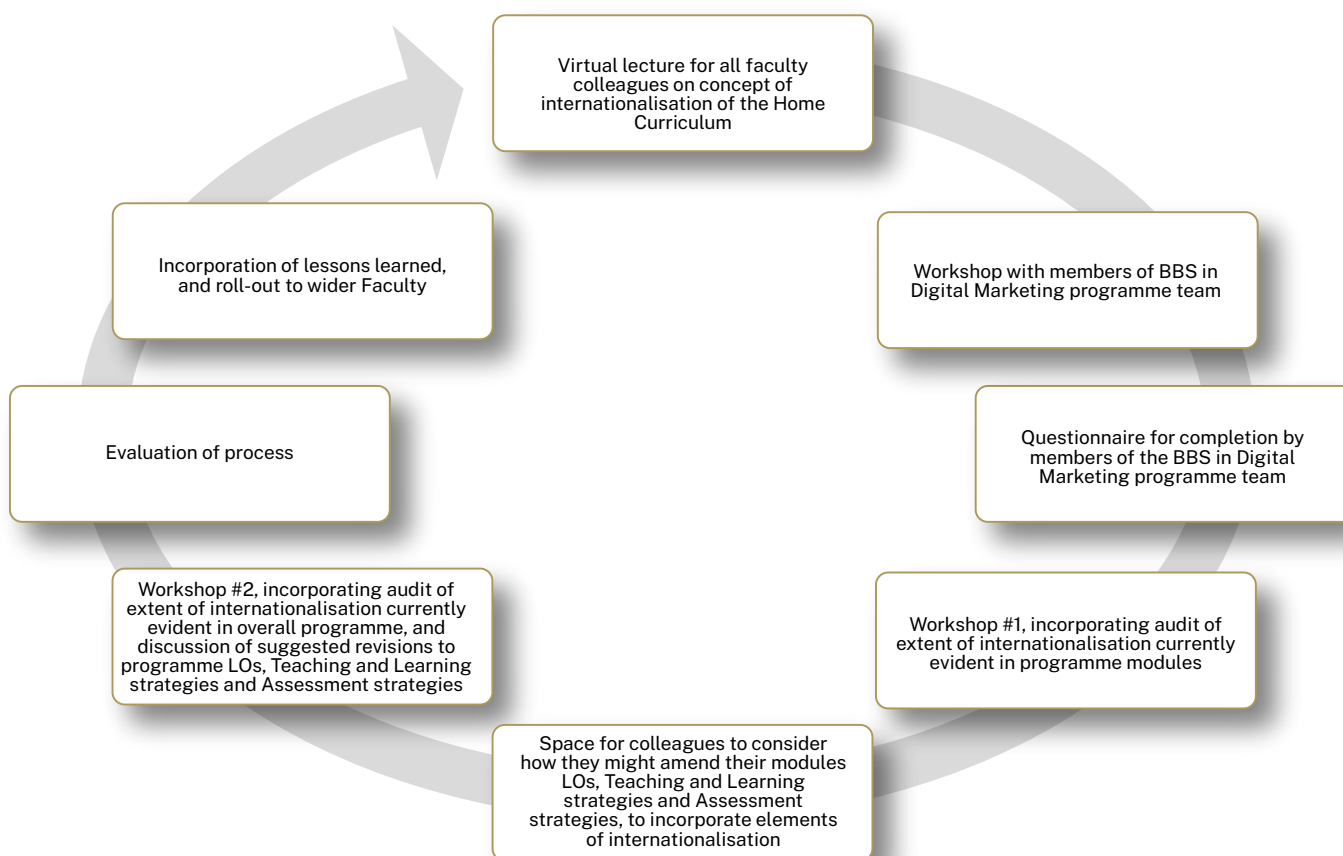 Virtual lecture for all faculty
colleagues on concept of
internationalisation of the Home
Curriculum
Workshop with members of BBS in
Digital Marketing programme team
Questionnaire for completion by
members of the BBS in Digital
Marketing programme team
Workshop #1, incorporating audit of
extent of internationalisation currently
evident in programme modules
Space for colleagues to consider
how they might amend their modules
LOs, Teaching and Learning
strategies and Assessment
strategies, to incorporate elements
of internationalisation
Workshop #2, incorporating audit of
extent of internationalisation currently
evident in overall programme, and
discussion of suggested revisions to
programme LOs, Teaching and Learning
strategies and Assessment strategies
Evaluation of process
Incorporation of lessons learned,
and roll-out to wider Faculty